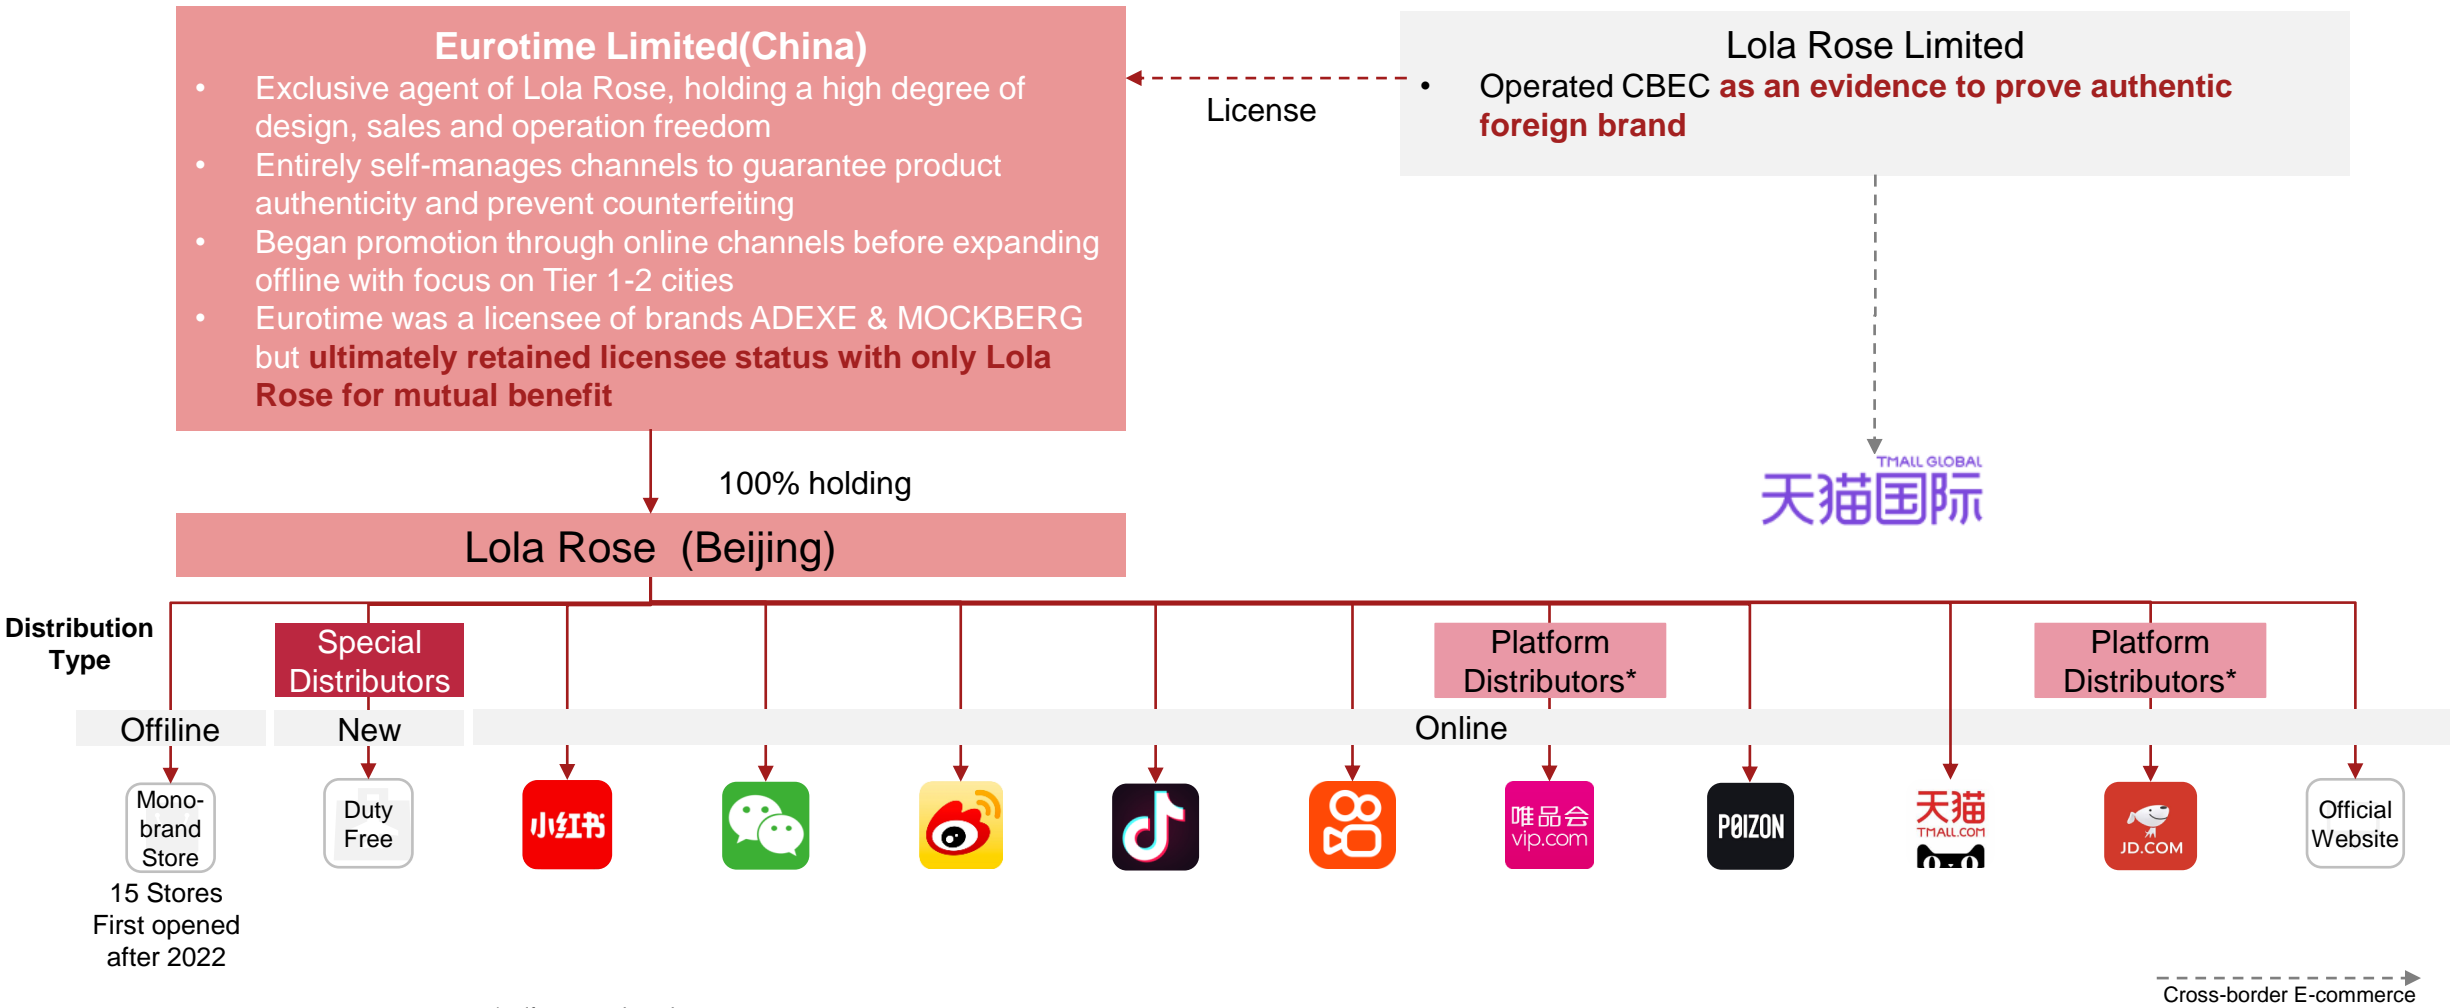 Eurotime Limited(China)
• Exclusive agent of Lola Rose, holding a high degree of
design, sales and operation freedom
• Entirely self-manages channels to guarantee product
authenticity and prevent counterfeiting
• Began promotion through online channels before expanding
offline with focus on Tier 1-2 cities
• Eurotime was a licensee of brands ADEXE & MOCKBERG
but ultimately retained licensee status with only Lola
Rose for mutual benefit
License
Lola Rose Limited
• Operated CBEC as an evidence to prove authentic
foreign brand
100% holding
TMALL GLOBAL
天猫国际
Lola Rose (Beijing)
Distribution
Type
Special
Distributors
Platform
Distributors*
Platform
Distributors*
Offiline
New
Online
Mono-
brand
Store
Duty
Free
小红书
唯品会
vip.com
POIZON
天猫
TMALL.COM
JD.COM
Official
Website
15 Stores
First opened
after 2022
Cross-border E-commerce